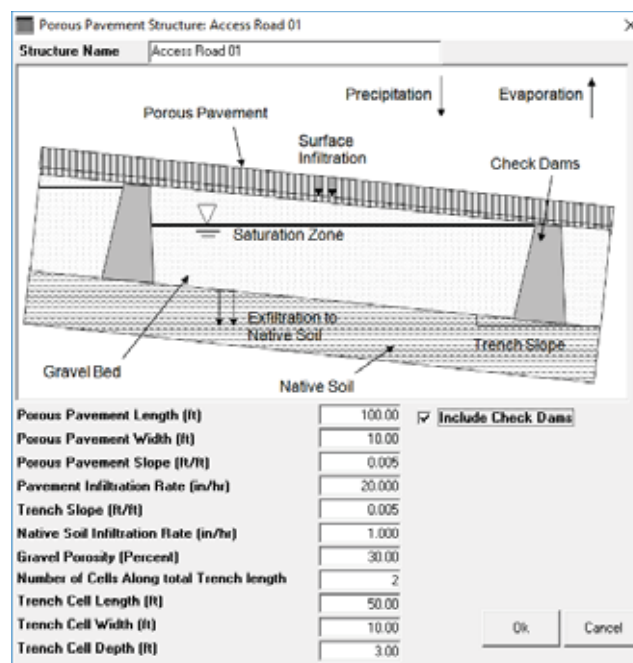 Porous Pavement Structure: Access Road 01
Structure Name Access Road 01
Precipitation Evaporation
Porous Pavement
Surface
Infiltration
Check Dams
Saturation Zone
Exfiltration to
Native Soil
Trench Slope
Gravel Bed
Native Soil
Porous Pavement Length (ft) 100.00 Include Check Dams
Porous Pavement Width (ft) 10.00
Porous Pavement Slope (ft/ft) 0.005
Pavement Infiltration Rate (in/hr) 20.000
Trench Slope (ft/ft) 0.005
Native Soil Infiltration Rate (in/hr) 1.000
Gravel Porosity (Percent) 30.00
Number of Cells Along total Trench length 2
Trench Cell Length (ft) 50.00
Trench Cell Width (ft) 10.00
Trench Cell Depth (ft) 3.00
Ok Cancel